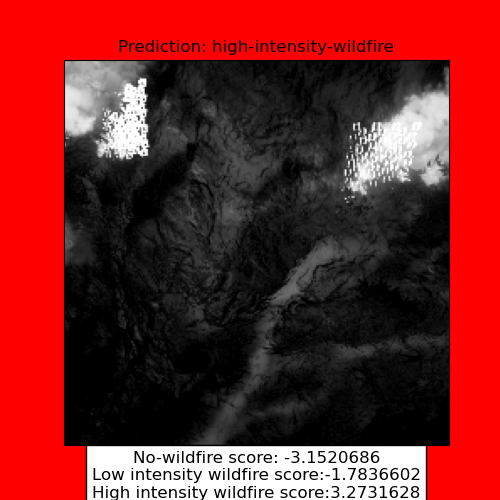 Prediction: high-intensity-wildfire
No-wildfire score: -3.1520686
Low intensity wildfire score:-1.7836602
High intensity wildfire score:3.2731628